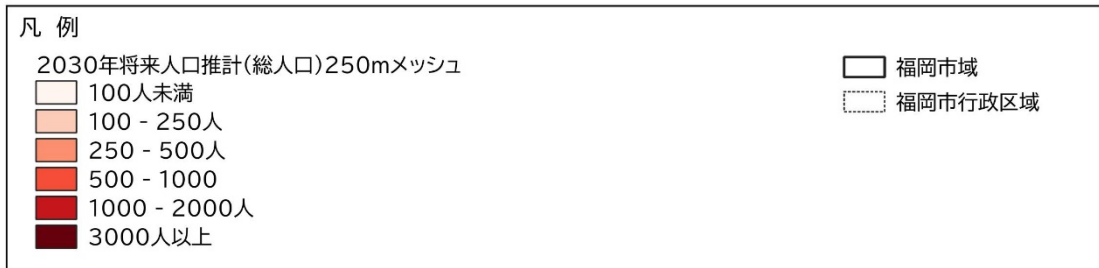 凡 例
2030年将来人口推計(総人口)250mメッシュ
100人未満
100 - 250人
250 - 500人
500 - 1000
1000 - 2000人
3000人以上
福岡市域
福岡市行政区域